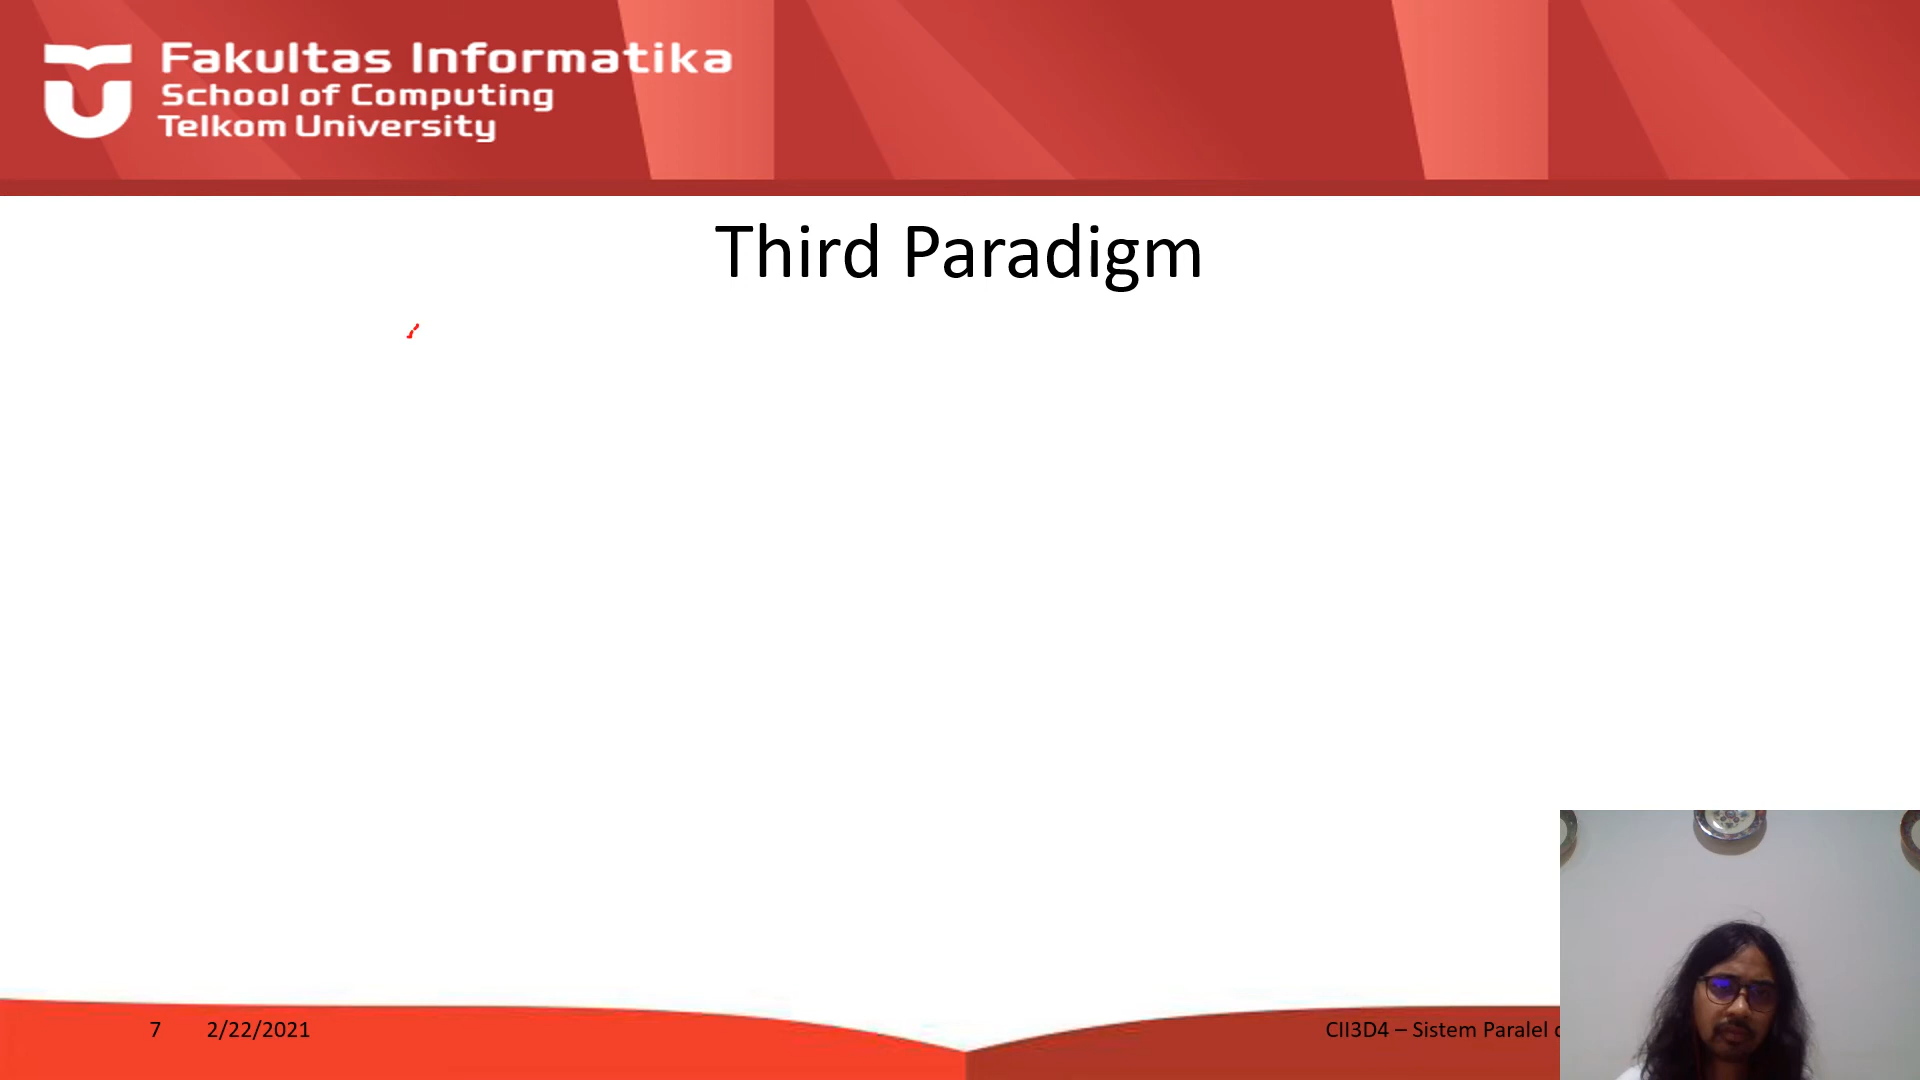 Fakultas Informatika
School of Computing
Telkom University
Third Paradigm
7
2/22/2021
CII3D4 – Sistem Paralel